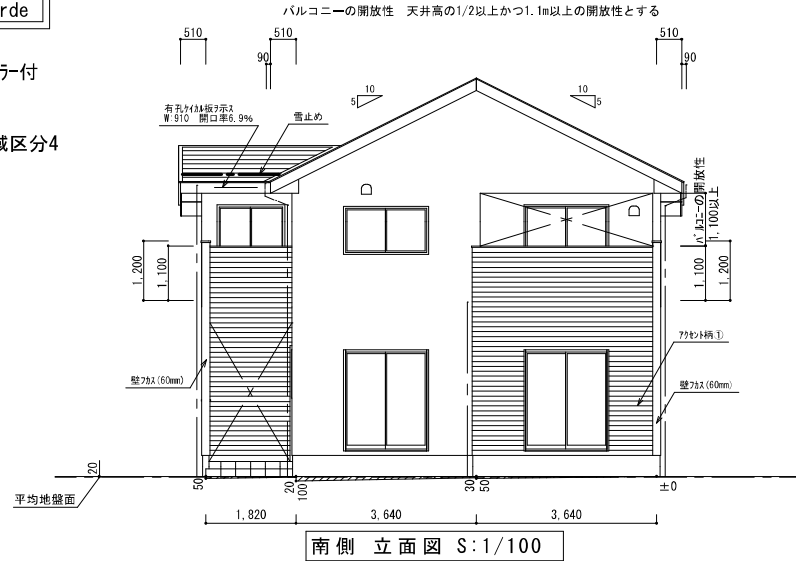 rde
バルコニーの開放性 天井高の1/2以上かつ1.1m以上の開放性とする
510
510
510
90
90
ラー付
10
5
10
5
有孔ケイカル板ヲ示ス
W:910 開口率6.9%
雪止め
域区分4
バルコニーの開放性
1,100以上
1,200
1,100
1,100
1,200
アクセント柄①
壁フカス(60mm)
壁フカス(60mm)
20
50
20
100
30
50
±0
平均地盤面
1,820
3,640
3,640
南側 立面図 S:1/100